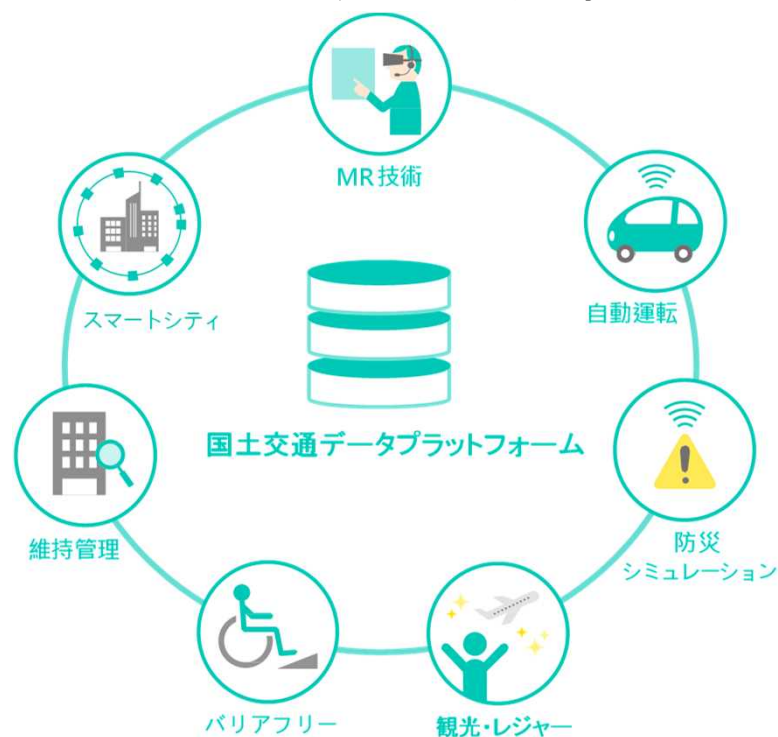 MR技術
自動運転
スマートシティ
国土交通データプラットフォーム
維持管理
防災
シミュレーション
バリアフリー
観光・レジャー